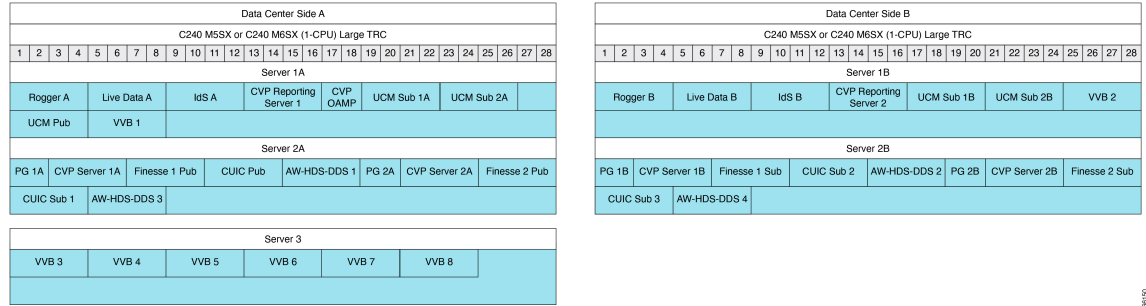 Data Center Side A
C240 M5SX or C240 M6SX (1-CPU) Large TRC
1 2 3 4 5 6 7 8 9 10 11 12 13 14 15 16 17 18 19 20 21 22 23 24 25 26 27 28
Server 1A
Rogger A Live Data A IdS A CVP Reporting Server 1 CVP OAMP UCM Sub 1A UCM Sub 2A
UCM Pub VVB 1
Server 2A
PG 1A CVP Server 1A Finesse 1 Pub CUIC Pub AW-HDS-DDS 1 PG 2A CVP Server 2A Finesse 2 Pub
CUIC Sub 1 AW-HDS-DDS 3
Server 3
VVB 3 VVB 4 VVB 5 VVB 6 VVB 7 VVB 8
Data Center Side B
C240 M5SX or C240 M6SX (1-CPU) Large TRC
1 2 3 4 5 6 7 8 9 10 11 12 13 14 15 16 17 18 19 20 21 22 23 24 25 26 27 28
Server 1B
Rogger B Live Data B IdS B CVP Reporting Server 2 UCM Sub 1B UCM Sub 2B VVB 2
Server 2B
PG 1B CVP Server 1B Finesse 1 Sub CUIC Sub 2 AW-HDS-DDS 2 PG 2B CVP Server 2B Finesse 2 Sub
CUIC Sub 3 AW-HDS-DDS 4